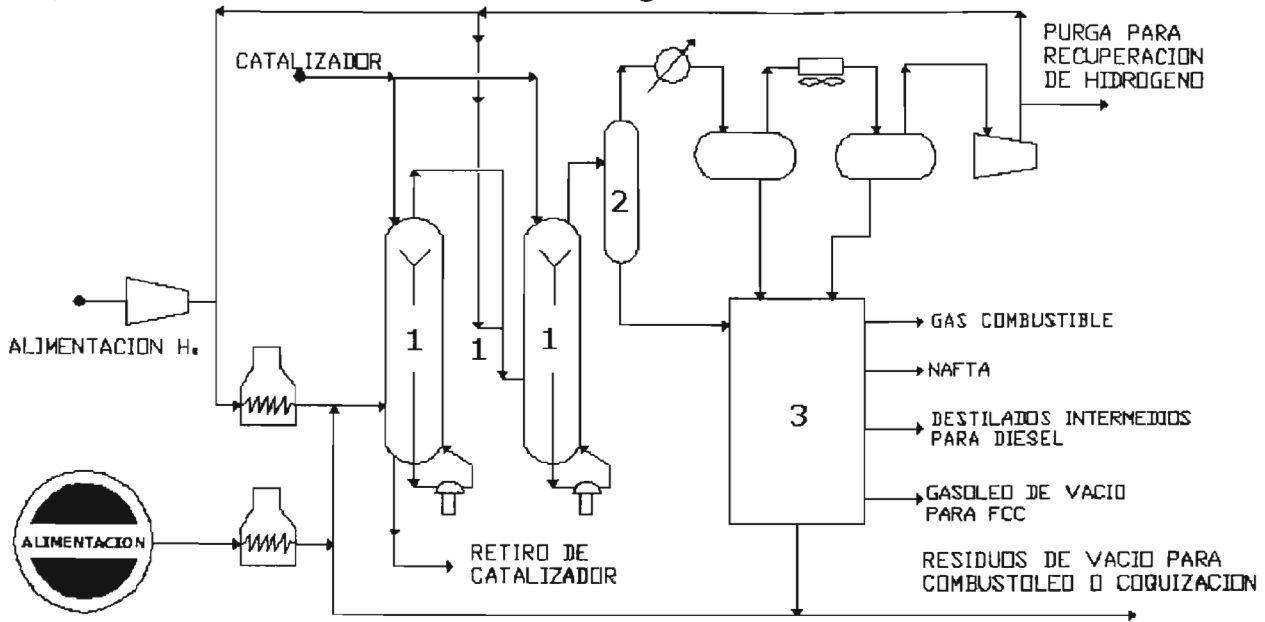 PURGA PARA
RECUPERACION
DE HIDROGENO
CATALIZADOR
2
1
1
1
ALIMENTACION H₂
GAS COMBUSTIBLE
NAFTA
3
DESTILADOS INTERMEDIOS
PARA DIESEL
GASOLEO DE VACIO
PARA FCC
ALIMENTACION
RETIRO DE
CATALIZADOR
RESIDUOS DE VACIO PARA
COMBUSTOLEO O COQUIZACION